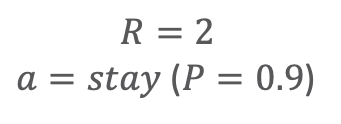 R = 2
a = stay (P = 0.9)